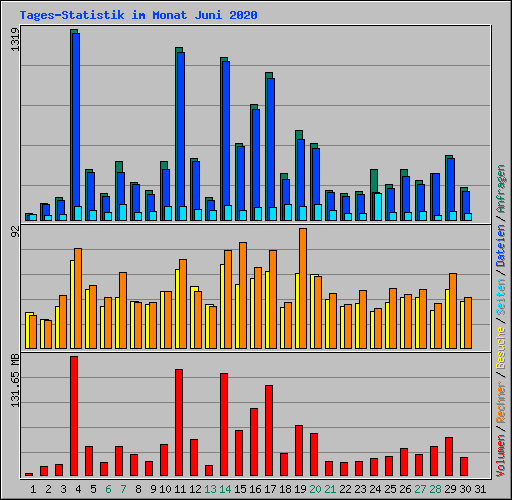 Tages-Statistik im Monat Juni 2020
1319
92
131.65 MB
Volumen / Rechner / Besuche / Seiten / Dateien / Anfragen
1 2 3 4 5 6 7 8 9 10 11 12 13 14 15 16 17 18 19 20 21 22 23 24 25 26 27 28 29 30 31